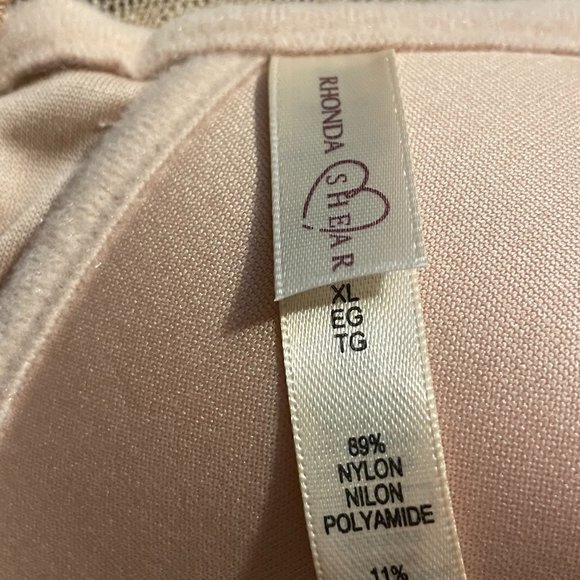 RHONDA SHEAR
XL
EG
TG
89%
NYLON
NILON
POLYAMIDE
11%